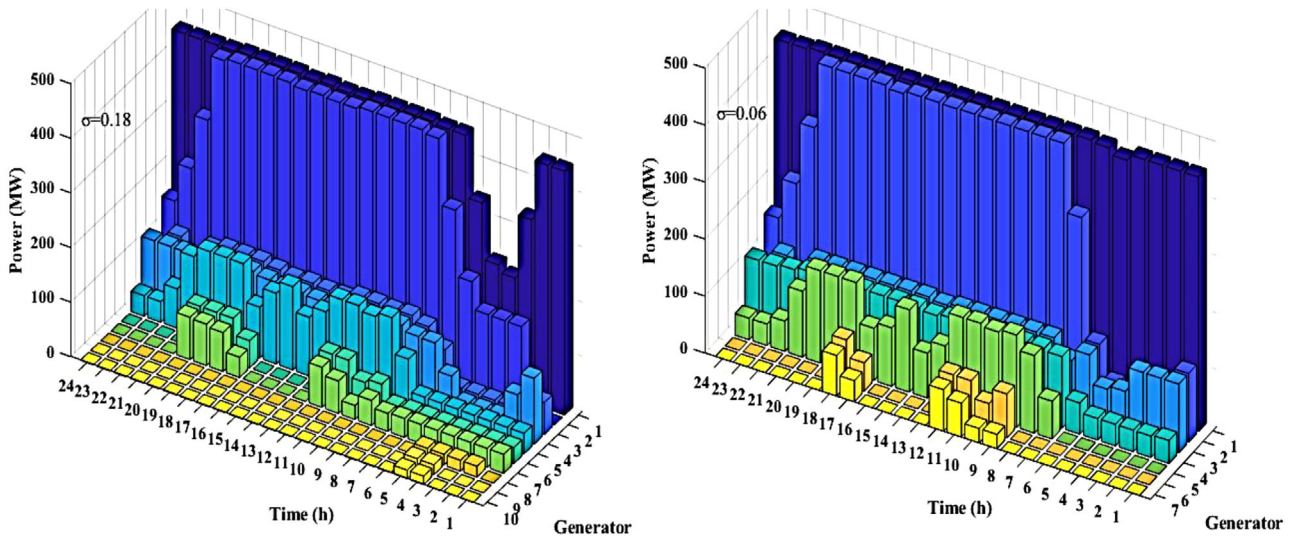 500
400
300
200
100
0
Power (MW)
σ=0.18
24 23 22 21 20 19 18 17 16 15 14 13 12 11 10 9 8 7 6 5 4 3 2 1
Time (h)
1 2 3 4 5 6 7 8 9 10
Generator
500
400
300
200
100
0
Power (MW)
σ=0.06
24 23 22 21 20 19 18 17 16 15 14 13 12 11 10 9 8 7 6 5 4 3 2 1
Time (h)
1 2 3 4 5 6 7
Generator